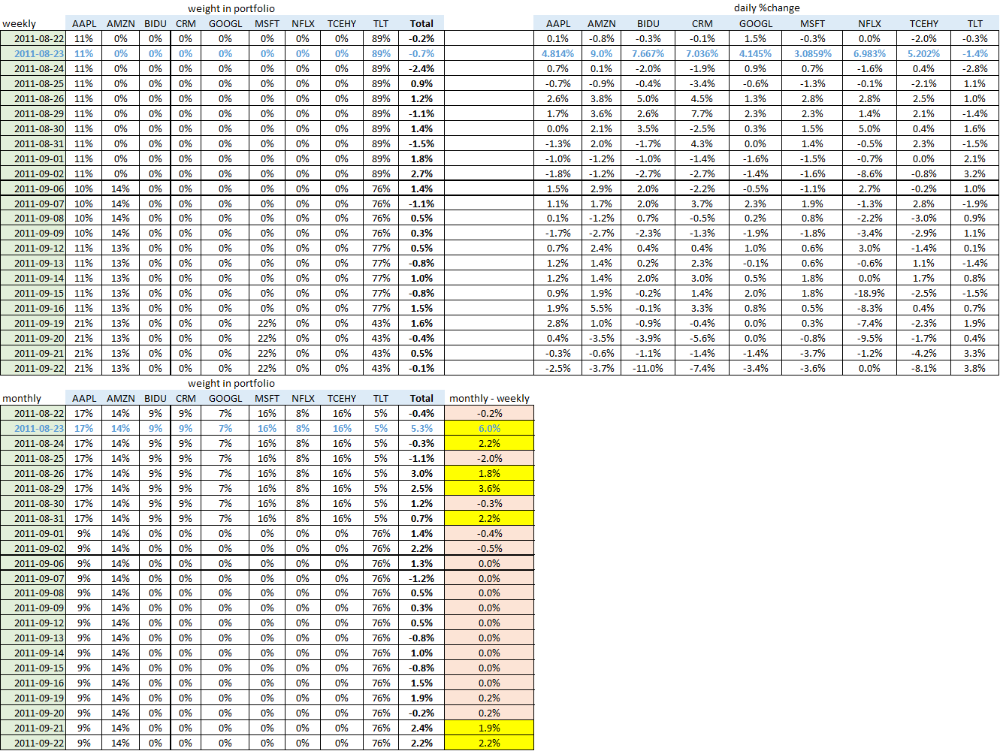 weight in portfolio daily %change
weekly AAPL AMZN BIDU CRM GOOGL MSFT NFLX TCEHY TLT Total AAPL AMZN BIDU CRM GOOGL MSFT NFLX TCEHY TLT
2011-08-22 11% 0% 0% 0% 0% 0% 0% 0% 89% -0.2% 0.1% -0.8% -0.3% -0.1% 1.5% -0.3% 0.0% -2.0% -0.3%
2011-08-23 11% 0% 0% 0% 0% 0% 0% 0% 89% -0.7% 4.814% 9.0% 7.667% 7.036% 4.145% 3.0859% 6.983% 5.202% -1.4%
2011-08-24 11% 0% 0% 0% 0% 0% 0% 0% 89% -2.4% 0.7% 0.1% -2.0% -1.9% 0.9% 0.7% -1.6% 0.4% -2.8%
2011-08-25 11% 0% 0% 0% 0% 0% 0% 0% 89% 0.9% -0.7% -0.9% -0.4% -3.4% -0.6% -1.3% -0.1% -2.1% 1.1%
2011-08-26 11% 0% 0% 0% 0% 0% 0% 0% 89% 1.2% 2.6% 3.8% 5.0% 4.5% 1.3% 2.8% 2.8% 2.5% 1.0%
2011-08-29 11% 0% 0% 0% 0% 0% 0% 0% 89% -1.1% 1.7% 3.6% 2.6% 7.7% 2.3% 2.3% 1.4% 2.1% -1.4%
2011-08-30 11% 0% 0% 0% 0% 0% 0% 0% 89% 1.4% 0.0% 2.1% 3.5% -2.5% 0.3% 1.5% 5.0% 0.4% 1.6%
2011-08-31 11% 0% 0% 0% 0% 0% 0% 0% 89% -1.5% -1.3% 2.0% -1.7% 4.3% 0.0% 1.4% -0.5% 2.3% -1.5%
2011-09-01 11% 0% 0% 0% 0% 0% 0% 0% 89% 1.8% -1.0% -1.2% -1.0% -1.4% -1.6% -1.5% -0.7% 0.0% 2.1%
2011-09-02 11% 0% 0% 0% 0% 0% 0% 0% 89% 2.7% -1.8% -1.2% -2.7% -2.7% -1.4% -1.6% -8.6% -0.8% 3.2%
2011-09-06 10% 14% 0% 0% 0% 0% 0% 0% 76% 1.4% 1.5% 2.9% 2.0% -2.2% -0.5% -1.1% 2.7% -0.2% 1.0%
2011-09-07 10% 14% 0% 0% 0% 0% 0% 0% 76% -1.1% 1.1% 1.7% 2.0% 3.7% 2.3% 1.9% -1.3% 2.8% -1.9%
2011-09-08 10% 14% 0% 0% 0% 0% 0% 0% 76% 0.5% 0.1% -1.2% 0.7% -0.5% 0.2% 0.8% -2.2% -3.0% 0.9%
2011-09-09 10% 14% 0% 0% 0% 0% 0% 0% 76% 0.3% -1.7% -2.7% -2.3% -1.3% -1.9% -1.8% -3.4% -2.9% 1.1%
2011-09-12 11% 13% 0% 0% 0% 0% 0% 0% 77% 0.5% 0.7% 2.4% 0.4% 0.4% 1.0% 0.6% 3.0% -1.4% 0.1%
2011-09-13 11% 13% 0% 0% 0% 0% 0% 0% 77% -0.8% 1.2% 1.4% 0.2% 2.3% -0.1% 0.6% -0.6% 1.1% -1.4%
2011-09-14 11% 13% 0% 0% 0% 0% 0% 0% 77% 1.0% 1.2% 1.4% 2.0% 3.0% 0.5% 1.8% 0.0% 1.7% 0.8%
2011-09-15 11% 13% 0% 0% 0% 0% 0% 0% 77% -0.8% 0.9% 1.9% -0.2% 1.4% 2.0% 1.8% -18.9% -2.5% -1.5%
2011-09-16 11% 13% 0% 0% 0% 0% 0% 0% 77% 1.5% 1.9% 5.5% -0.1% 3.3% 0.8% 0.5% -8.3% 0.4% 0.7%
2011-09-19 21% 13% 0% 0% 0% 22% 0% 0% 43% 1.6% 2.8% 1.0% -0.9% -0.4% 0.0% 0.3% -7.4% -2.3% 1.9%
2011-09-20 21% 13% 0% 0% 0% 22% 0% 0% 43% -0.4% 0.4% -3.5% -3.9% -5.6% 0.0% -0.8% -9.5% -1.7% 0.4%
2011-09-21 21% 13% 0% 0% 0% 22% 0% 0% 43% 0.5% -0.3% -0.6% -1.1% -1.4% -1.4% -3.7% -1.2% -4.2% 3.3%
2011-09-22 21% 13% 0% 0% 0% 22% 0% 0% 43% -0.1% -2.5% -3.7% -11.0% -7.4% -3.4% -3.6% 0.0% -8.1% 3.8%
weight in portfolio
monthly AAPL AMZN BIDU CRM GOOGL MSFT NFLX TCEHY TLT Total monthly - weekly
2011-08-22 17% 14% 9% 9% 7% 16% 8% 16% 5% -0.4% -0.2%
2011-08-23 17% 14% 9% 9% 7% 16% 8% 16% 5% 5.3% 6.0%
2011-08-24 17% 14% 9% 9% 7% 16% 8% 16% 5% -0.3% 2.2%
2011-08-25 17% 14% 9% 9% 7% 16% 8% 16% 5% -1.1% -2.0%
2011-08-26 17% 14% 9% 9% 7% 16% 8% 16% 5% 3.0% 1.8%
2011-08-29 17% 14% 9% 9% 7% 16% 8% 16% 5% 2.5% 3.6%
2011-08-30 17% 14% 9% 9% 7% 16% 8% 16% 5% 1.2% -0.3%
2011-08-31 17% 14% 9% 9% 7% 16% 8% 16% 5% 0.7% 2.2%
2011-09-01 9% 14% 0% 0% 0% 0% 0% 0% 76% 1.4% -0.4%
2011-09-02 9% 14% 0% 0% 0% 0% 0% 0% 76% 2.2% -0.5%
2011-09-06 9% 14% 0% 0% 0% 0% 0% 0% 76% 1.3% 0.0%
2011-09-07 9% 14% 0% 0% 0% 0% 0% 0% 76% -1.2% 0.0%
2011-09-08 9% 14% 0% 0% 0% 0% 0% 0% 76% 0.5% 0.0%
2011-09-09 9% 14% 0% 0% 0% 0% 0% 0% 76% 0.3% 0.0%
2011-09-12 9% 14% 0% 0% 0% 0% 0% 0% 76% 0.5% 0.0%
2011-09-13 9% 14% 0% 0% 0% 0% 0% 0% 76% -0.8% 0.0%
2011-09-14 9% 14% 0% 0% 0% 0% 0% 0% 76% 1.0% 0.0%
2011-09-15 9% 14% 0% 0% 0% 0% 0% 0% 76% -0.8% 0.0%
2011-09-16 9% 14% 0% 0% 0% 0% 0% 0% 76% 1.5% 0.0%
2011-09-19 9% 14% 0% 0% 0% 0% 0% 0% 76% 1.9% 0.2%
2011-09-20 9% 14% 0% 0% 0% 0% 0% 0% 76% -0.2% 0.2%
2011-09-21 9% 14% 0% 0% 0% 0% 0% 0% 76% 2.4% 1.9%
2011-09-22 9% 14% 0% 0% 0% 0% 0% 0% 76% 2.2% 2.2%